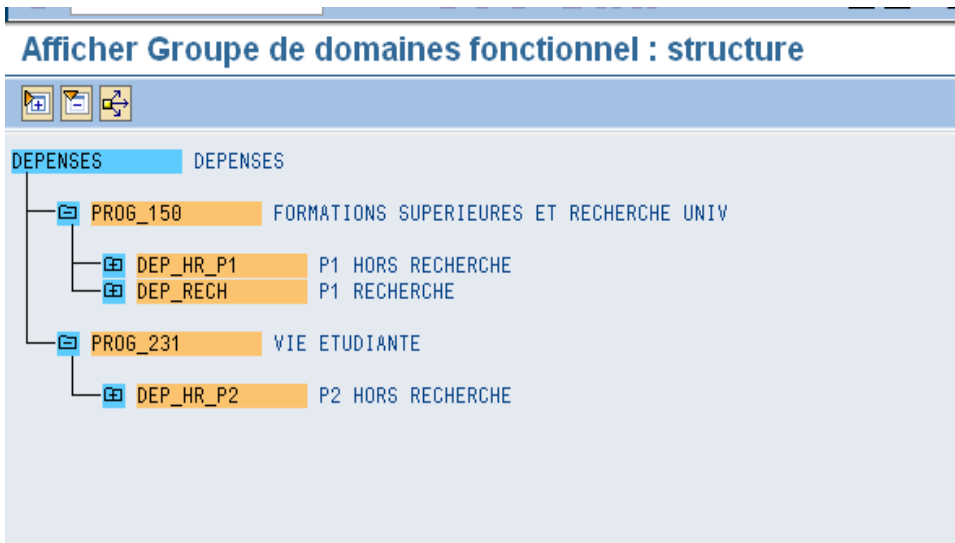 Afficher Groupe de domaines fonctionnel : structure
DEPENSES DEPENSES
PROG_150 FORMATIONS SUPERIEURES ET RECHERCHE UNIV
DEP_HR_P1 P1 HORS RECHERCHE
DEP_RECH P1 RECHERCHE
PROG_231 VIE ETUDIANTE
DEP_HR_P2 P2 HORS RECHERCHE